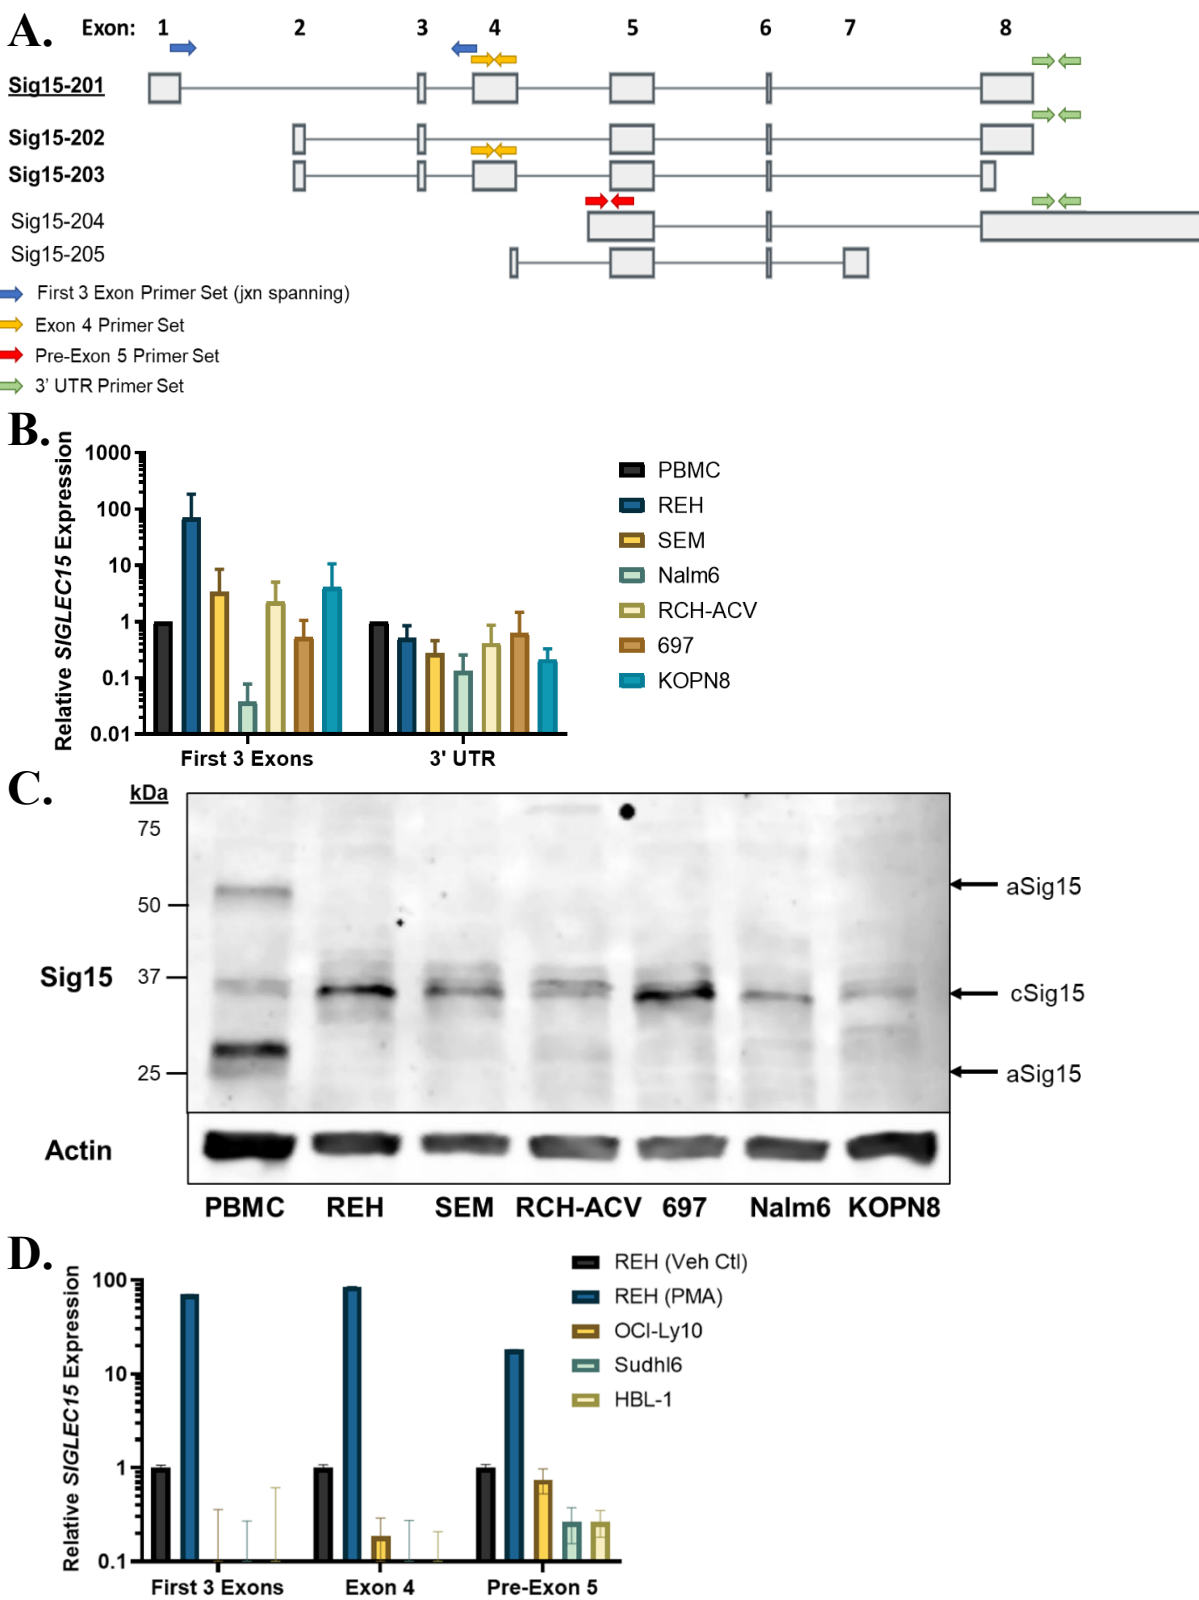 A.
Exon: 1 2 3 4 5 6 7 8
Sig15-201
Sig15-202
Sig15-203
Sig15-204
Sig15-205
First 3 Exon Primer Set (jxn spanning)
Exon 4 Primer Set
Pre-Exon 5 Primer Set
3' UTR Primer Set
B.
Relative SIGLEC15 Expression
1000
100
10
1
0.1
0.01
First 3 Exons 3' UTR
PBMC
REH
SEM
Nalm6
RCH-ACV
697
KOPN8
C.
kDa
75
50
37
25
Sig15
aSig15
cSig15
aSig15
Actin
PBMC REH SEM RCH-ACV 697 Nalm6 KOPN8
D.
Relative SIGLEC15 Expression
100
10
1
0.1
First 3 Exons Exon 4 Pre-Exon 5
REH (Veh Ctl)
REH (PMA)
OCI-Ly10
Sudhl6
HBL-1